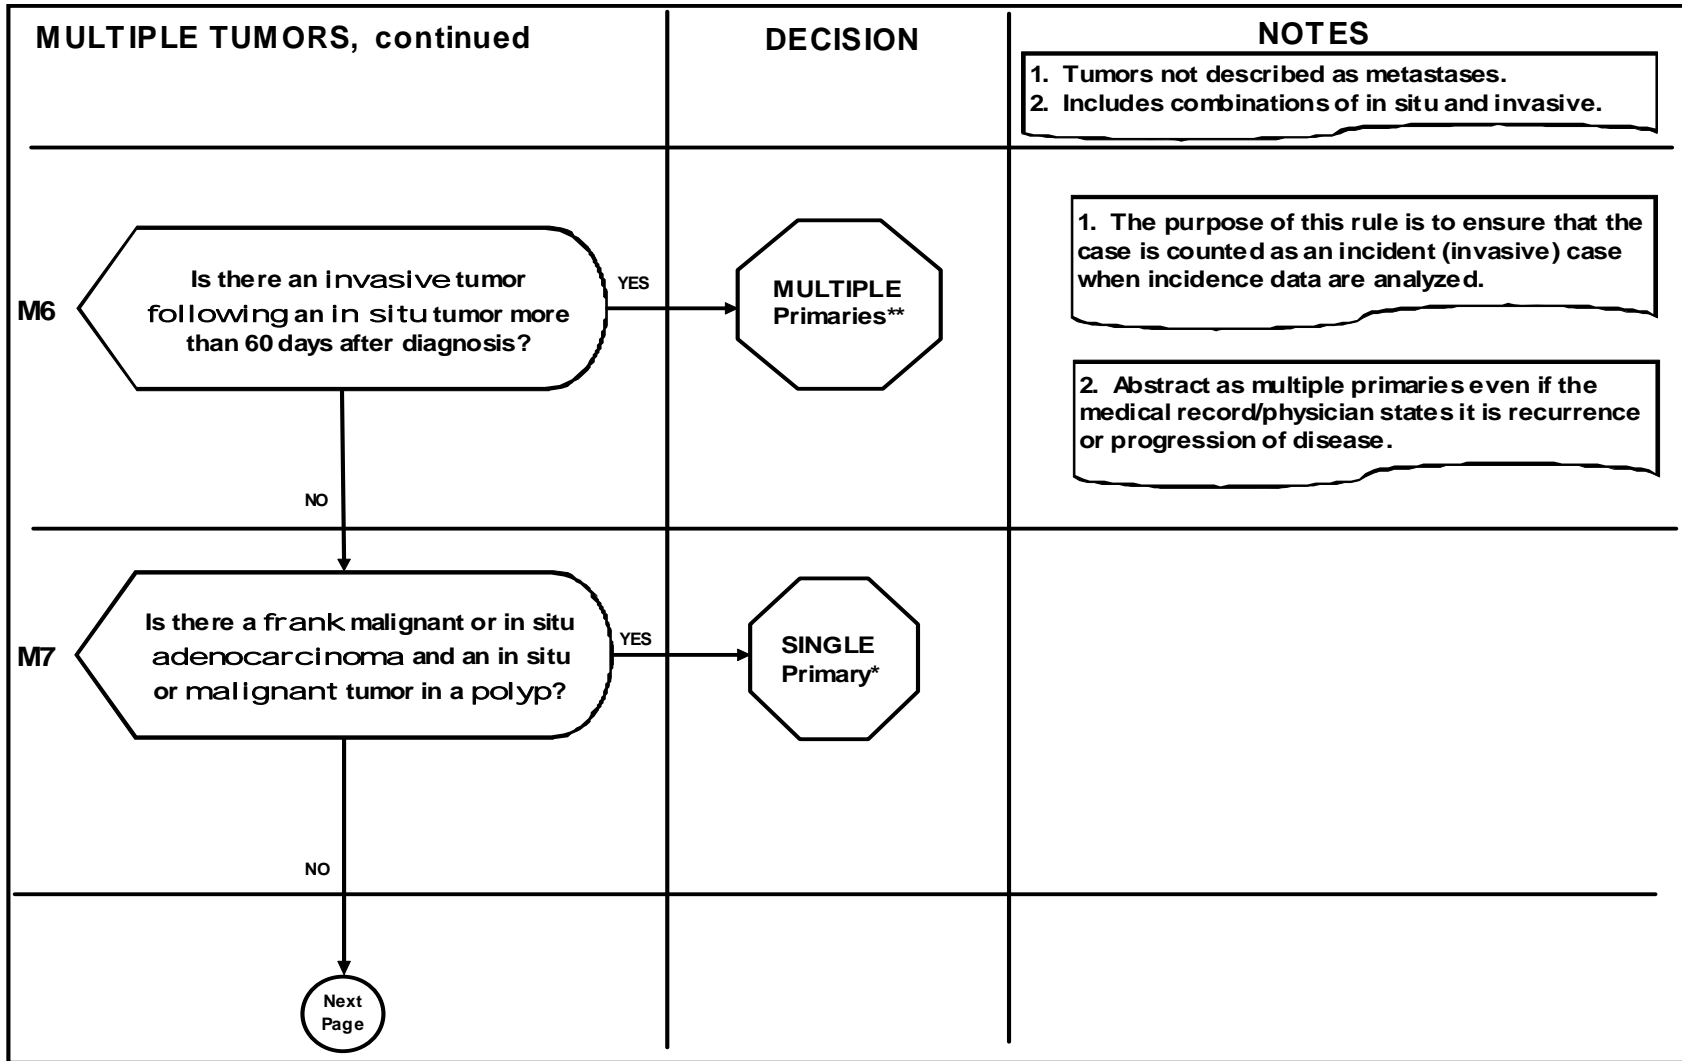 MULTIPLE TUMORS, continued
DECISION
NOTES
1. Tumors not described as metastases.
2. Includes combinations of in situ and invasive.
M6
Is there an invasive tumor
following an in situ tumor more
than 60 days after diagnosis?
YES
MULTIPLE
Primaries**
1. The purpose of this rule is to ensure that the
case is counted as an incident (invasive) case
when incidence data are analyzed.
2. Abstract as multiple primaries even if the
medical record/physician states it is recurrence
or progression of disease.
NO
M7
Is there a frank malignant or in situ
adenocarcinoma and an in situ
or malignant tumor in a polyp?
YES
SINGLE
Primary*
NO
Next
Page